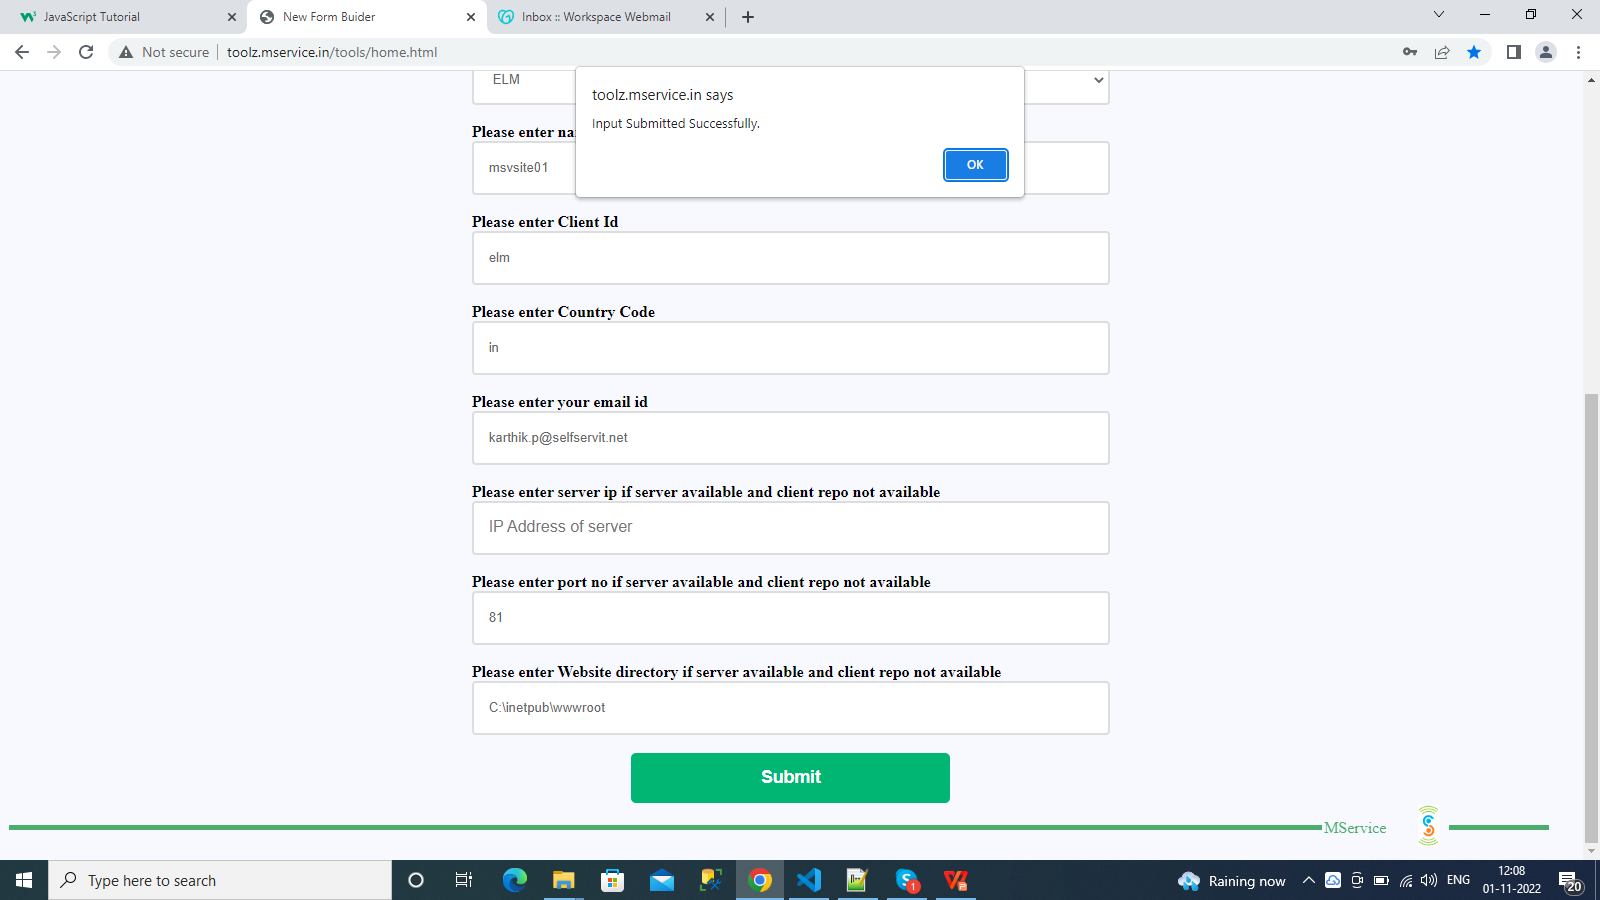 JavaScript Tutorial
New Form Buider
Inbox :: Workspace Webmail
Not secure
toolz.mservice.in/tools/home.html
ELM
toolz.mservice.in says
Input Submitted Successfully.
OK
Please enter na
msvsite01
Please enter Client Id
elm
Please enter Country Code
in
Please enter your email id
karthik.p@selfservit.net
Please enter server ip if server available and client repo not available
IP Address of server
Please enter port no if server available and client repo not available
81
Please enter Website directory if server available and client repo not available
C:\inetpub\wwwroot
Submit
MService
Type here to search
1
Raining now
ENG
12:08
01-11-2022
20